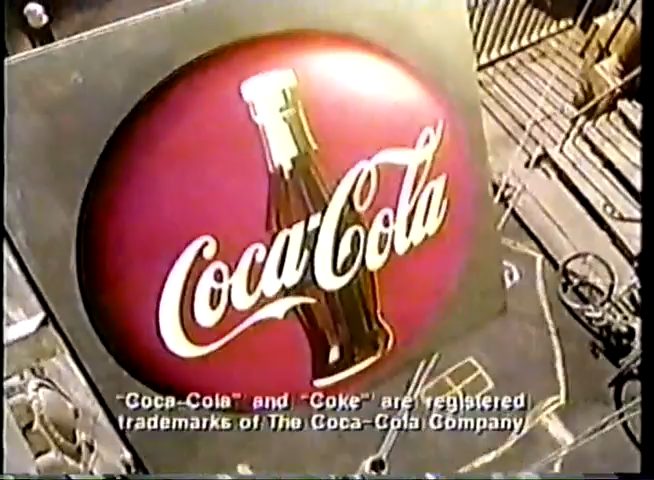 Coca-Cola
"Coca-Cola" and "Coke" are registered
trademarks of The Coca-Cola Company